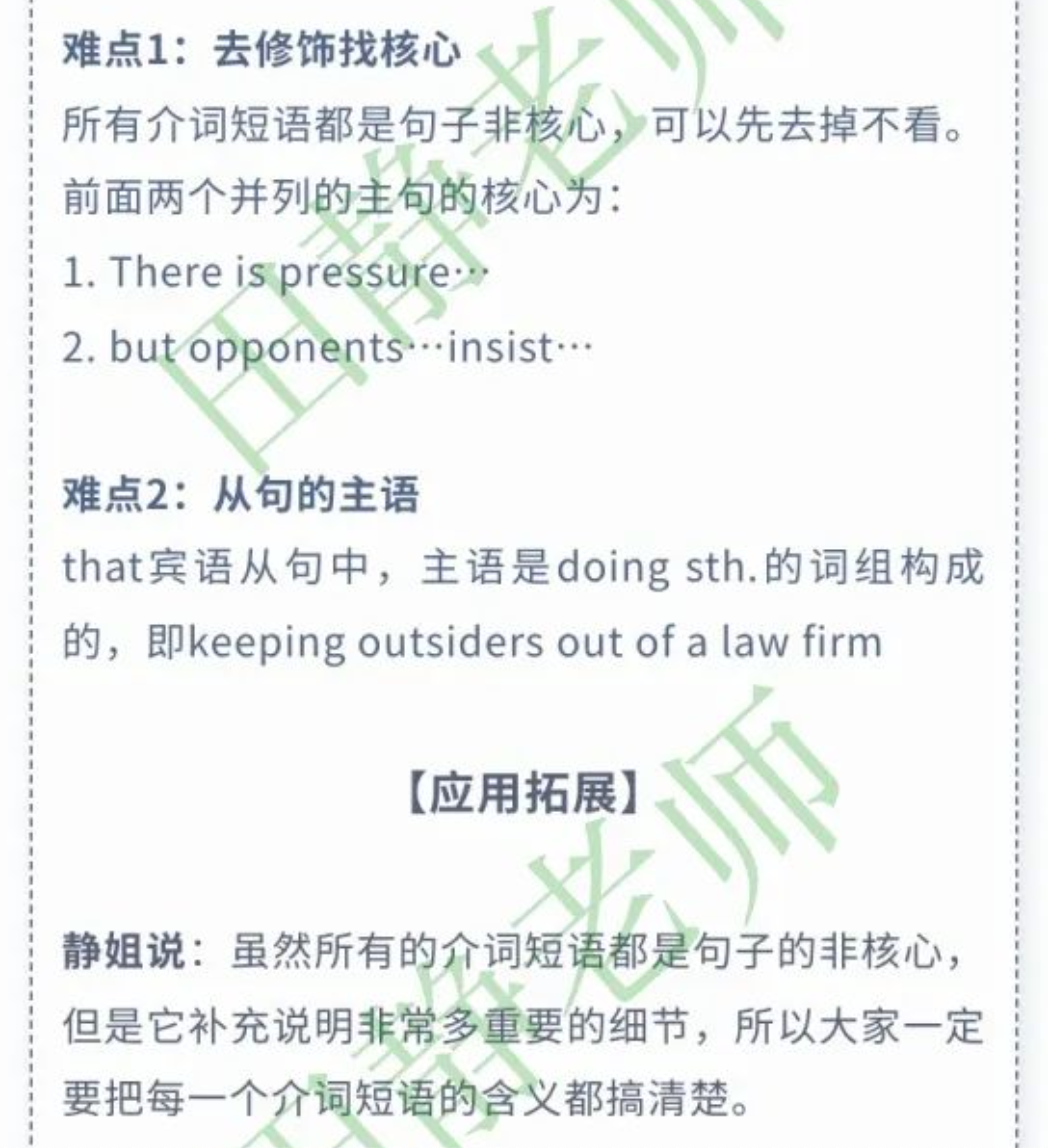 难点1：去修饰找核心
所有介词短语都是句子非核心，可以先去掉不看。
前面两个并列的主句的核心为：
1. There is pressure…
2. but opponents…insist…
难点2：从句的主语
that宾语从句中，主语是doing sth.的词组构成
的，即keeping outsiders out of a law firm
【应用拓展】
静姐说：虽然所有的介词短语都是句子的非核心，
但是它补充说明非常多重要的细节，所以大家一定
要把每一个介词短语的含义都搞清楚。
田静老师
田静老师